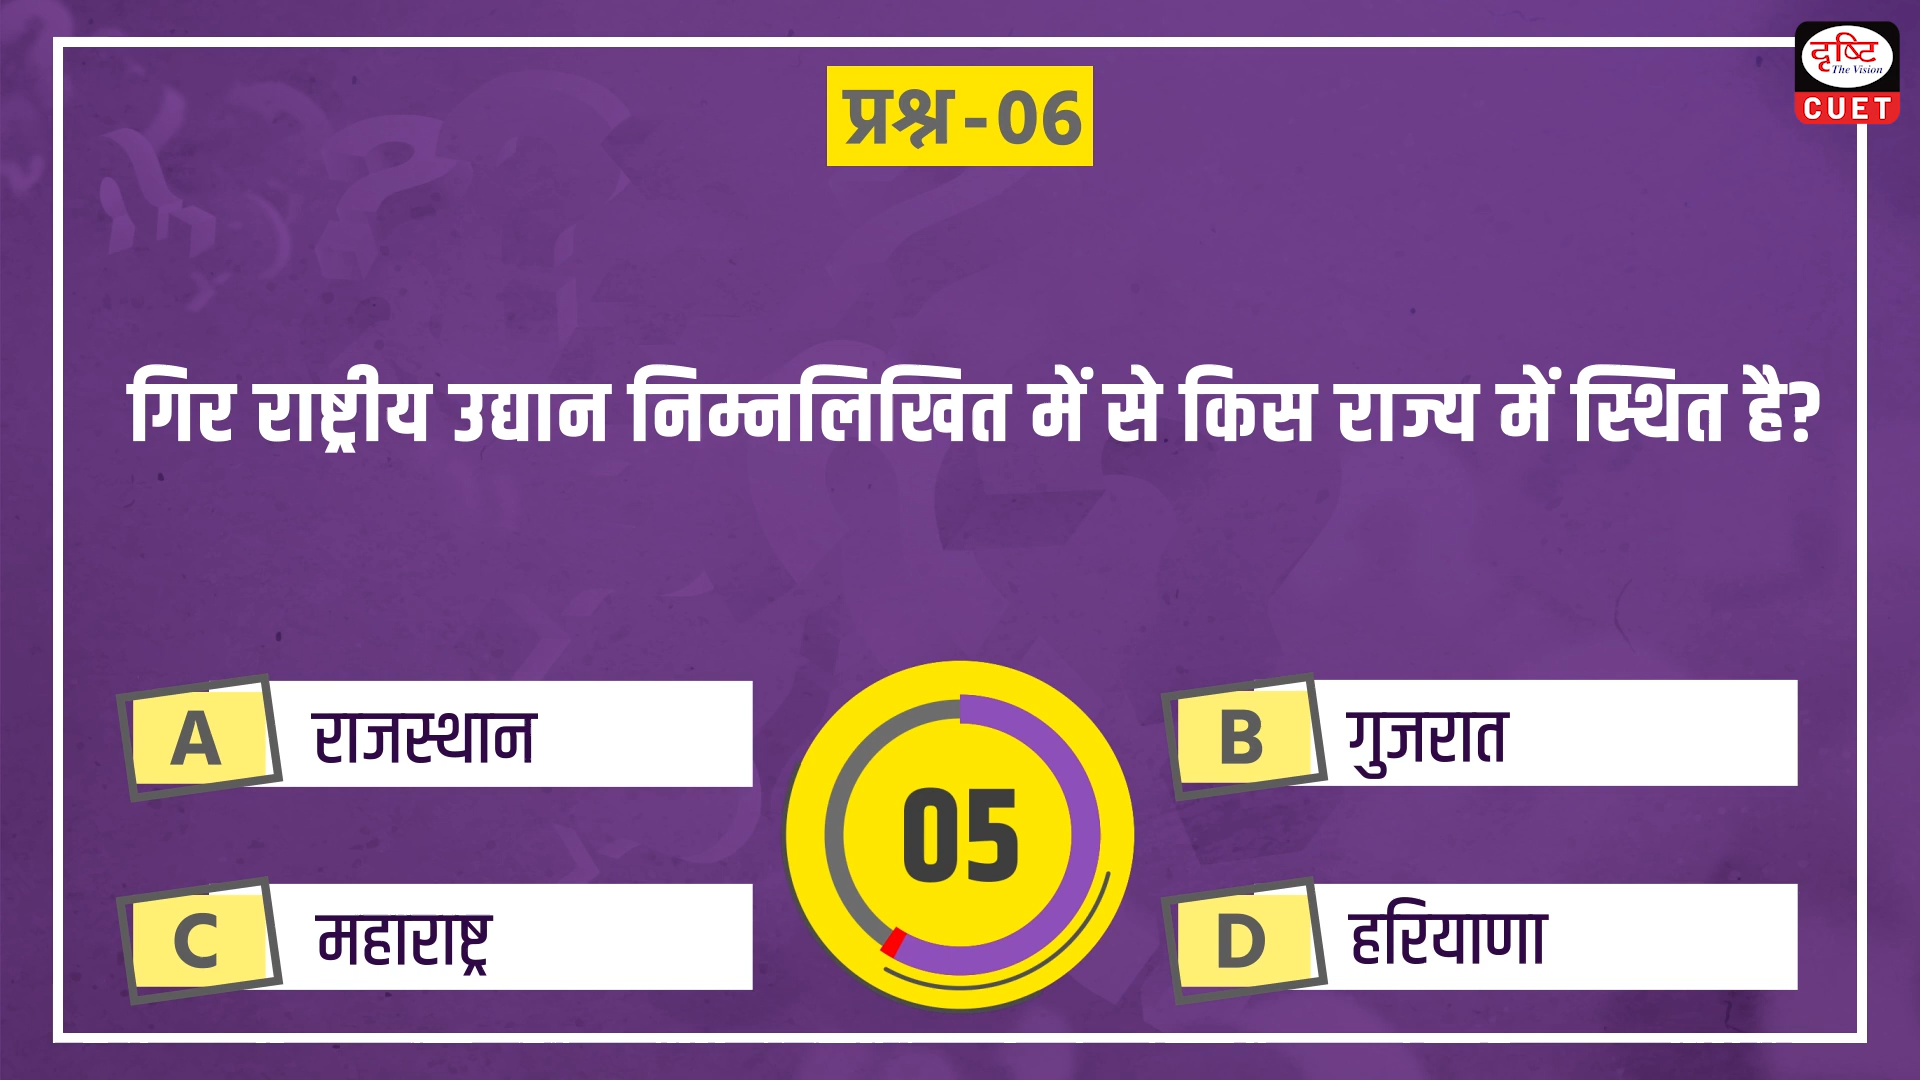 दृष्टि
The Vision
CUET
प्रश्न-06
गिर राष्ट्रीय उद्यान निम्नलिखित में से किस राज्य में स्थित है?
A राजस्थान
B गुजरात
05
C महाराष्ट्र
D हरियाणा